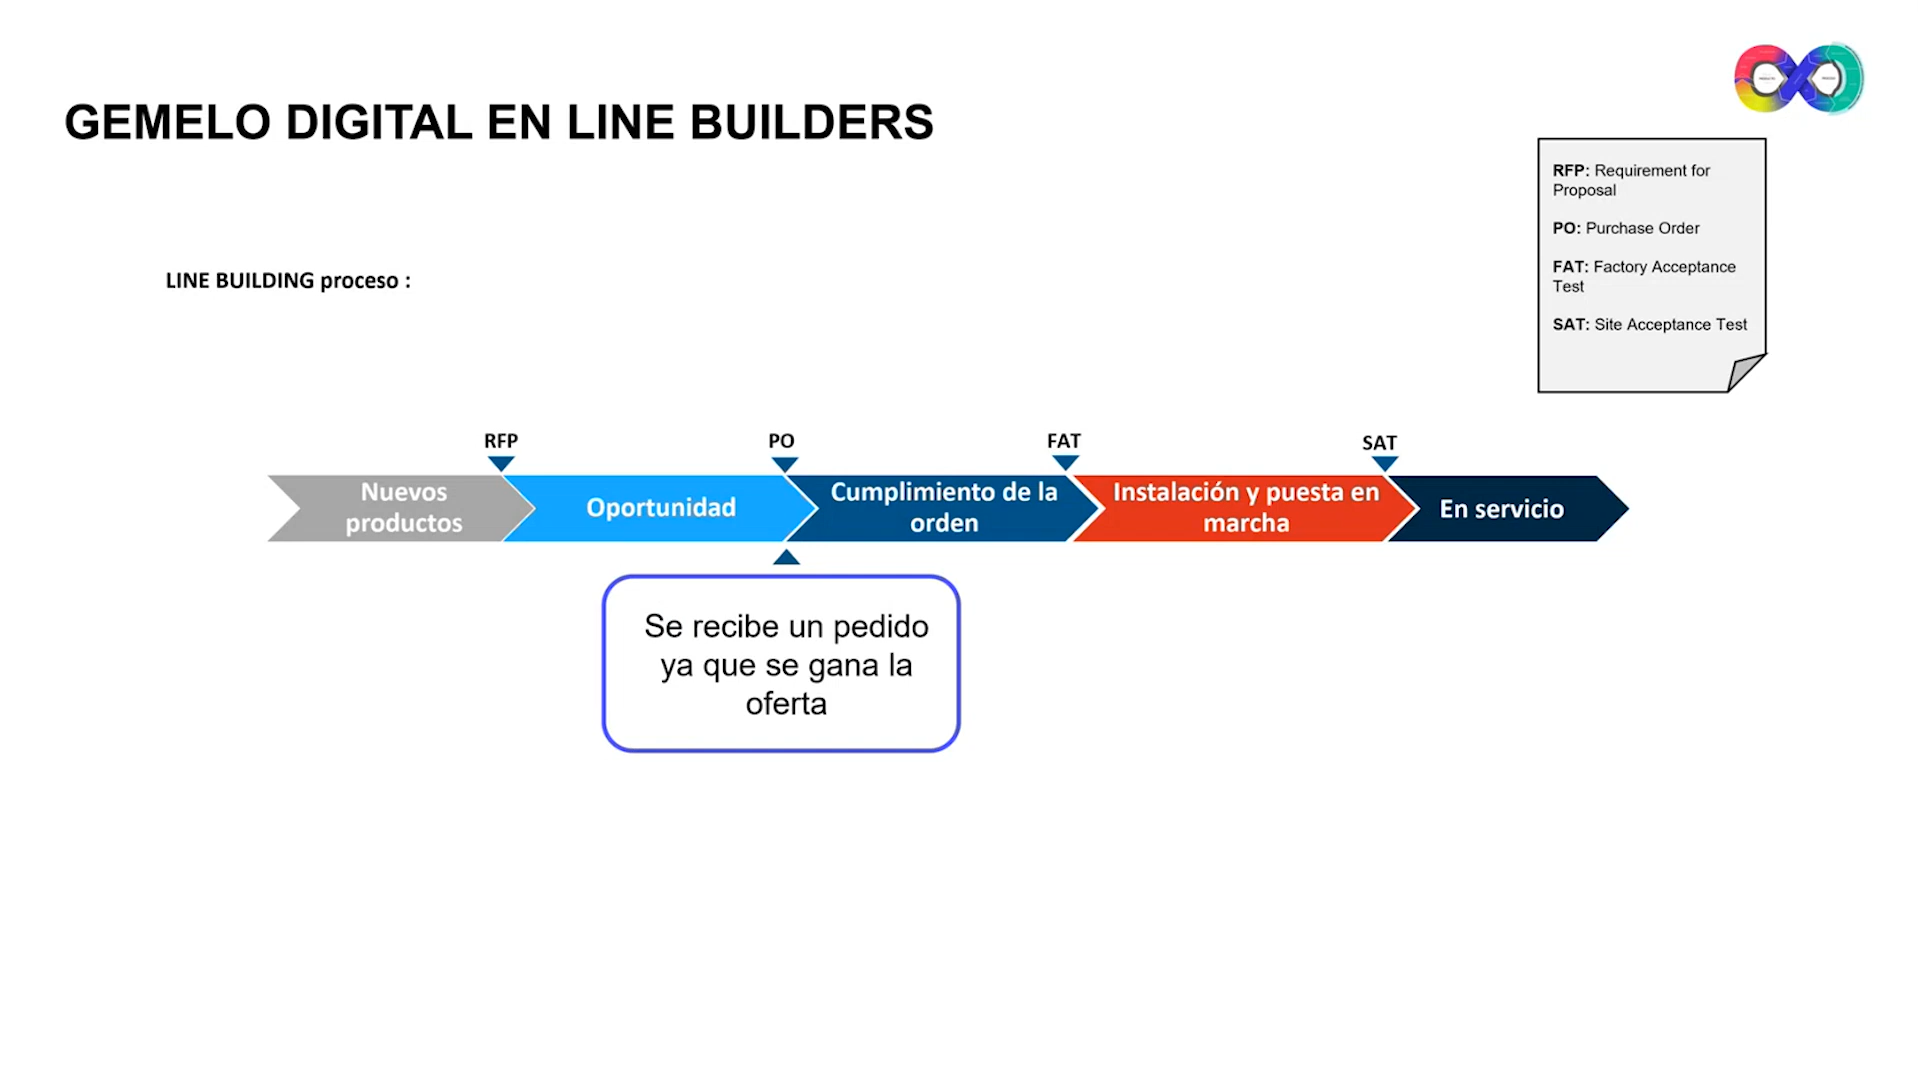 GEMELO DIGITAL EN LINE BUILDERS
RFP: Requirement for
Proposal
PO: Purchase Order
FAT: Factory Acceptance
Test
SAT: Site Acceptance Test
LINE BUILDING proceso :
RFP
PO
FAT
SAT
Nuevos
productos
Oportunidad
Cumplimiento de la
orden
Instalación y puesta en
marcha
En servicio
Se recibe un pedido
ya que se gana la
oferta